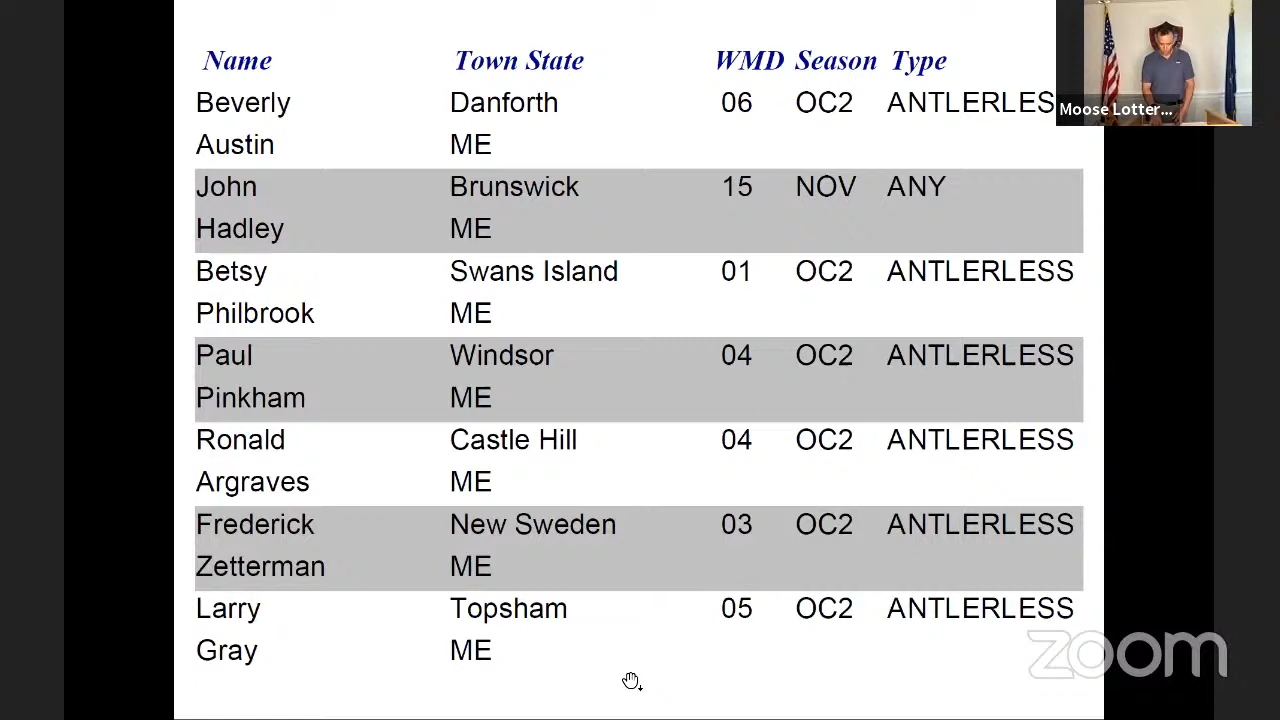 Name Town State WMD Season Type
Beverly Danforth 06 OC2 ANTLERLES
Austin ME
John Brunswick 15 NOV ANY
Hadley ME
Betsy Swans Island 01 OC2 ANTLERLESS
Philbrook ME
Paul Windsor 04 OC2 ANTLERLESS
Pinkham ME
Ronald Castle Hill 04 OC2 ANTLERLESS
Argraves ME
Frederick New Sweden 03 OC2 ANTLERLESS
Zetterman ME
Larry Topsham 05 OC2 ANTLERLESS
Gray ME
Moose Lotter...
zoom